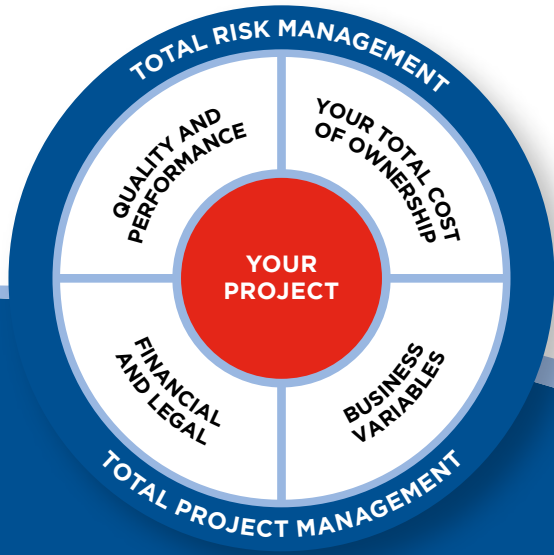 TOTAL RISK MANAGEMENT
QUALITY AND
PERFORMANCE
YOUR TOTAL COST
OF OWNERSHIP
YOUR
PROJECT
FINANCIAL
AND LEGAL
BUSINESS
VARIABLES
TOTAL PROJECT MANAGEMENT